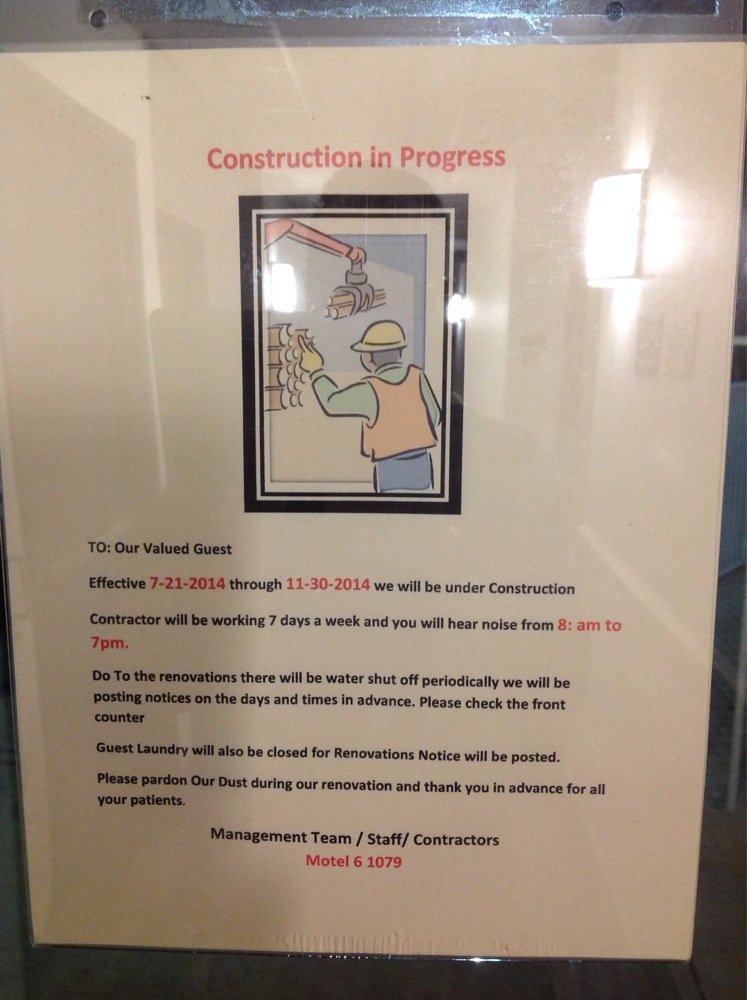 Construction in Progress
TO: Our Valued Guest
Effective 7-21-2014 through 11-30-2014 we will be under Construction
Contractor will be working 7 days a week and you will hear noise from 8: am to
7pm.
Do To the renovations there will be water shut off periodically we will be
posting notices on the days and times in advance. Please check the front
counter
Guest Laundry will also be closed for Renovations Notice will be posted.
Please pardon Our Dust during our renovation and thank you in advance for all
your patients.
Management Team / Staff/ Contractors
Motel 6 1079